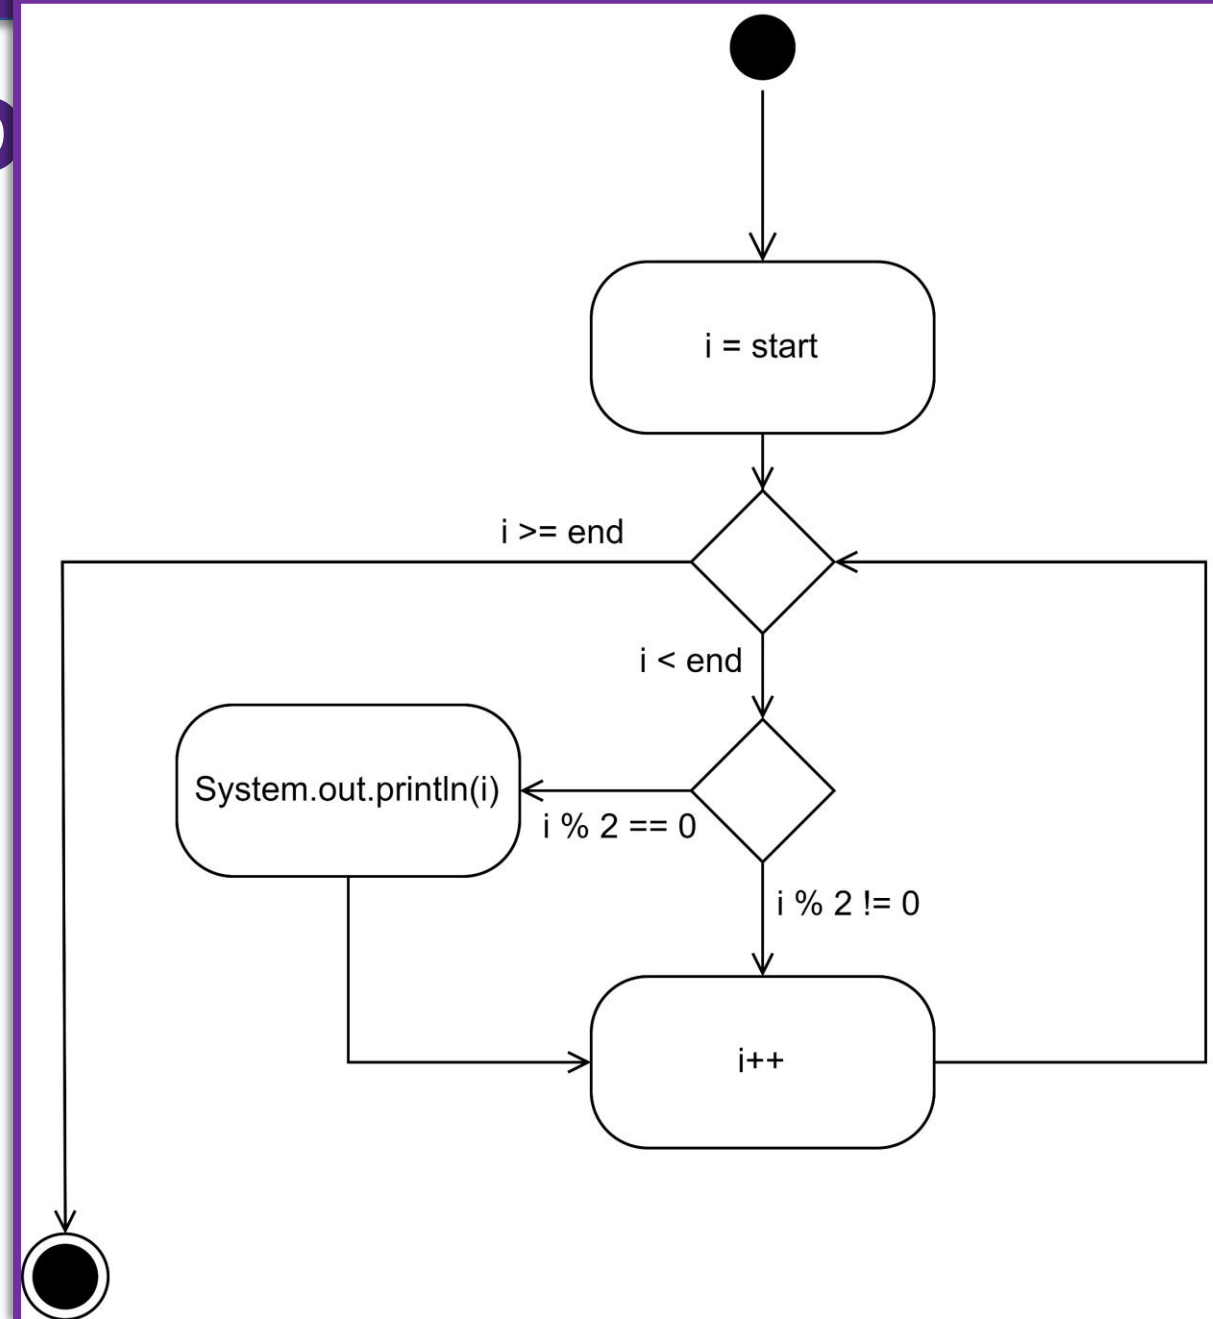 i = start
i >= end
i < end
System.out.println(i)
i % 2 == 0
i % 2 != 0
i++